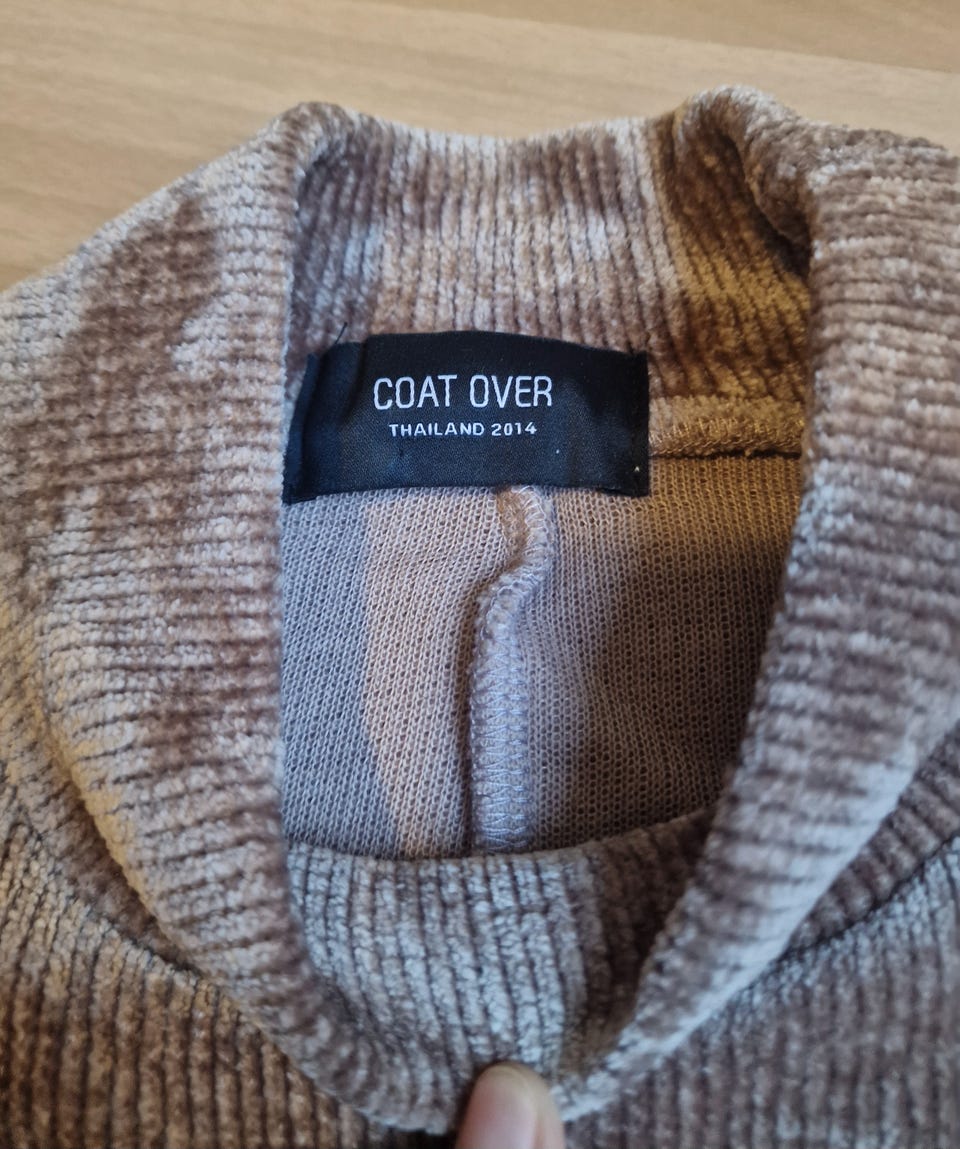 COAT OVER
THAILAND 2014